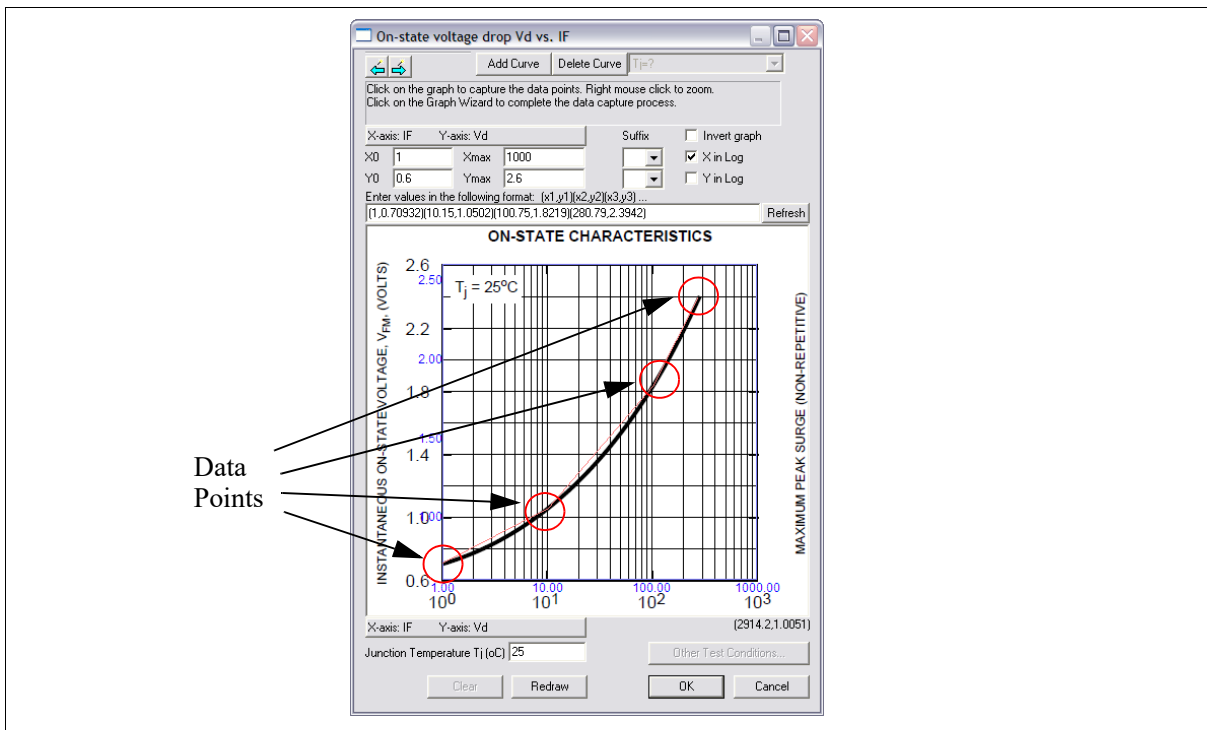 On-state voltage drop Vd vs. IF
Add Curve Delete Curve Tj=?
Click on the graph to capture the data points. Right mouse click to zoom.
Click on the Graph Wizard to complete the data capture process.
X-axis: IF Y-axis: Vd Suffix Invert graph
X0 1 Xmax 1000 X in Log
Y0 0.6 Ymax 2.6 Y in Log
Enter values in the following format: (x1,y1)(x2,y2)(x3,y3) ...
(1,0.70932)(10.15,1.0502)(100.75,1.8219)(280.79,2.3942) Refresh
ON-STATE CHARACTERISTICS
INSTANTANEOUS ON-STATE VOLTAGE, VFM, (VOLTS)
2.6
2.50
Tj = 25ºC
2.2
2.00
1.8
1.50
1.4
1.0
1.00
0.6
1.00 10.00 100.00 1000.00
10⁰ 10¹ 10² 10³
MAXIMUM PEAK SURGE (NON-REPETITIVE)
Data
Points
X-axis: IF Y-axis: Vd (2914.2,1.0051)
Junction Temperature Tj (oC) 25 Other Test Conditions...
Clear Redraw OK Cancel